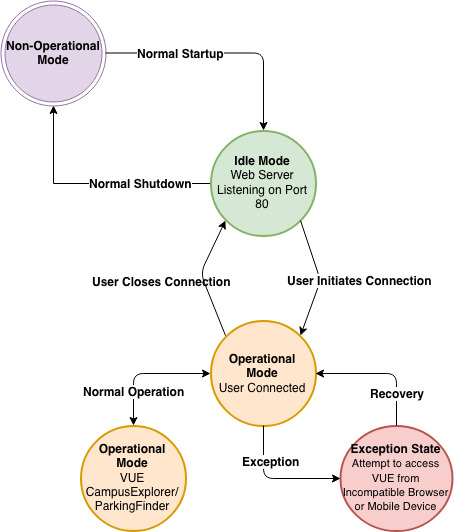 Non-Operational
Mode
Normal Startup
Idle Mode
Web Server
Listening on Port
80
Normal Shutdown
User Closes Connection
User Initiates Connection
Operational
Mode
User Connected
Normal Operation
Recovery
Operational
Mode
VUE
CampusExplorer/
ParkingFinder
Exception
Exception State
Attempt to access
VUE from
Incompatible Browser
or Mobile Device